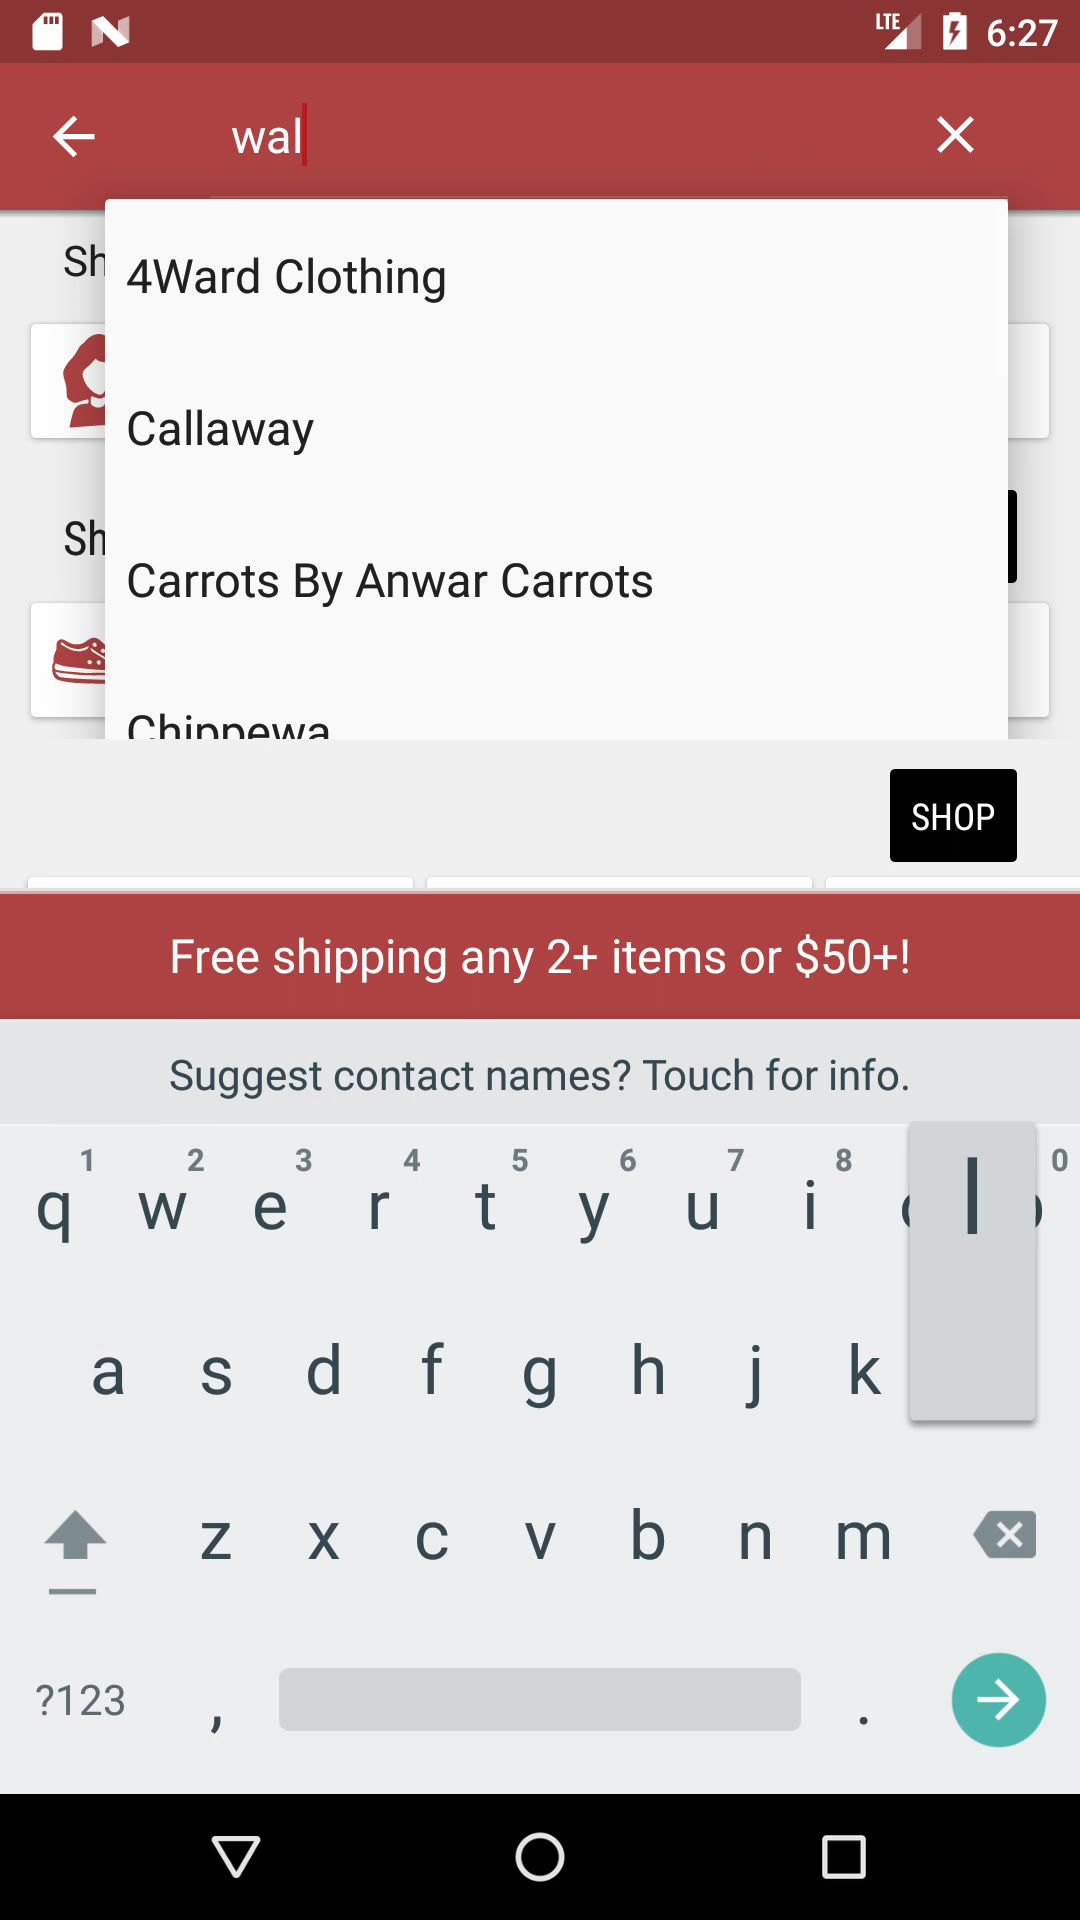 LTE 6:27
wal
Sh
4Ward Clothing
Callaway
Sh
Carrots By Anwar Carrots
Chippewa
SHOP
Free shipping any 2+ items or $50+!
Suggest contact names? Touch for info.
1 2 3 4 5 6 7 8 0
q w e r t y u i l
a s d f g h j k
z x c v b n m
?123 , .